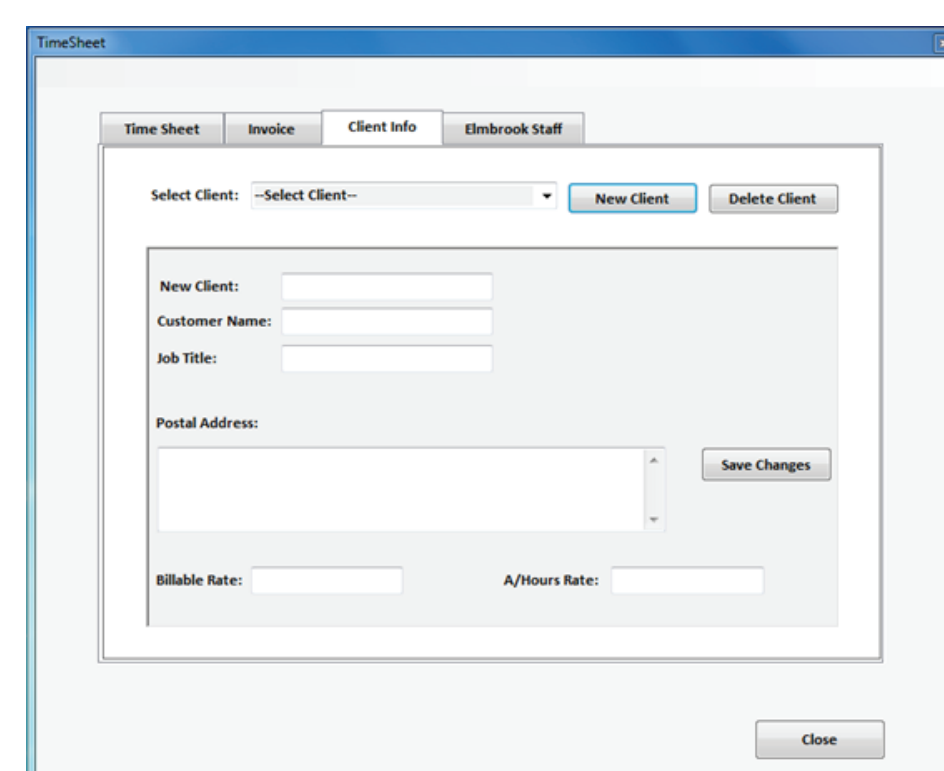 TimeSheet
Time Sheet Invoice Client Info Elmbrook Staff
Select Client: --Select Client-- New Client Delete Client
New Client:
Customer Name:
Job Title:
Postal Address:
Save Changes
Billable Rate: A/Hours Rate:
Close